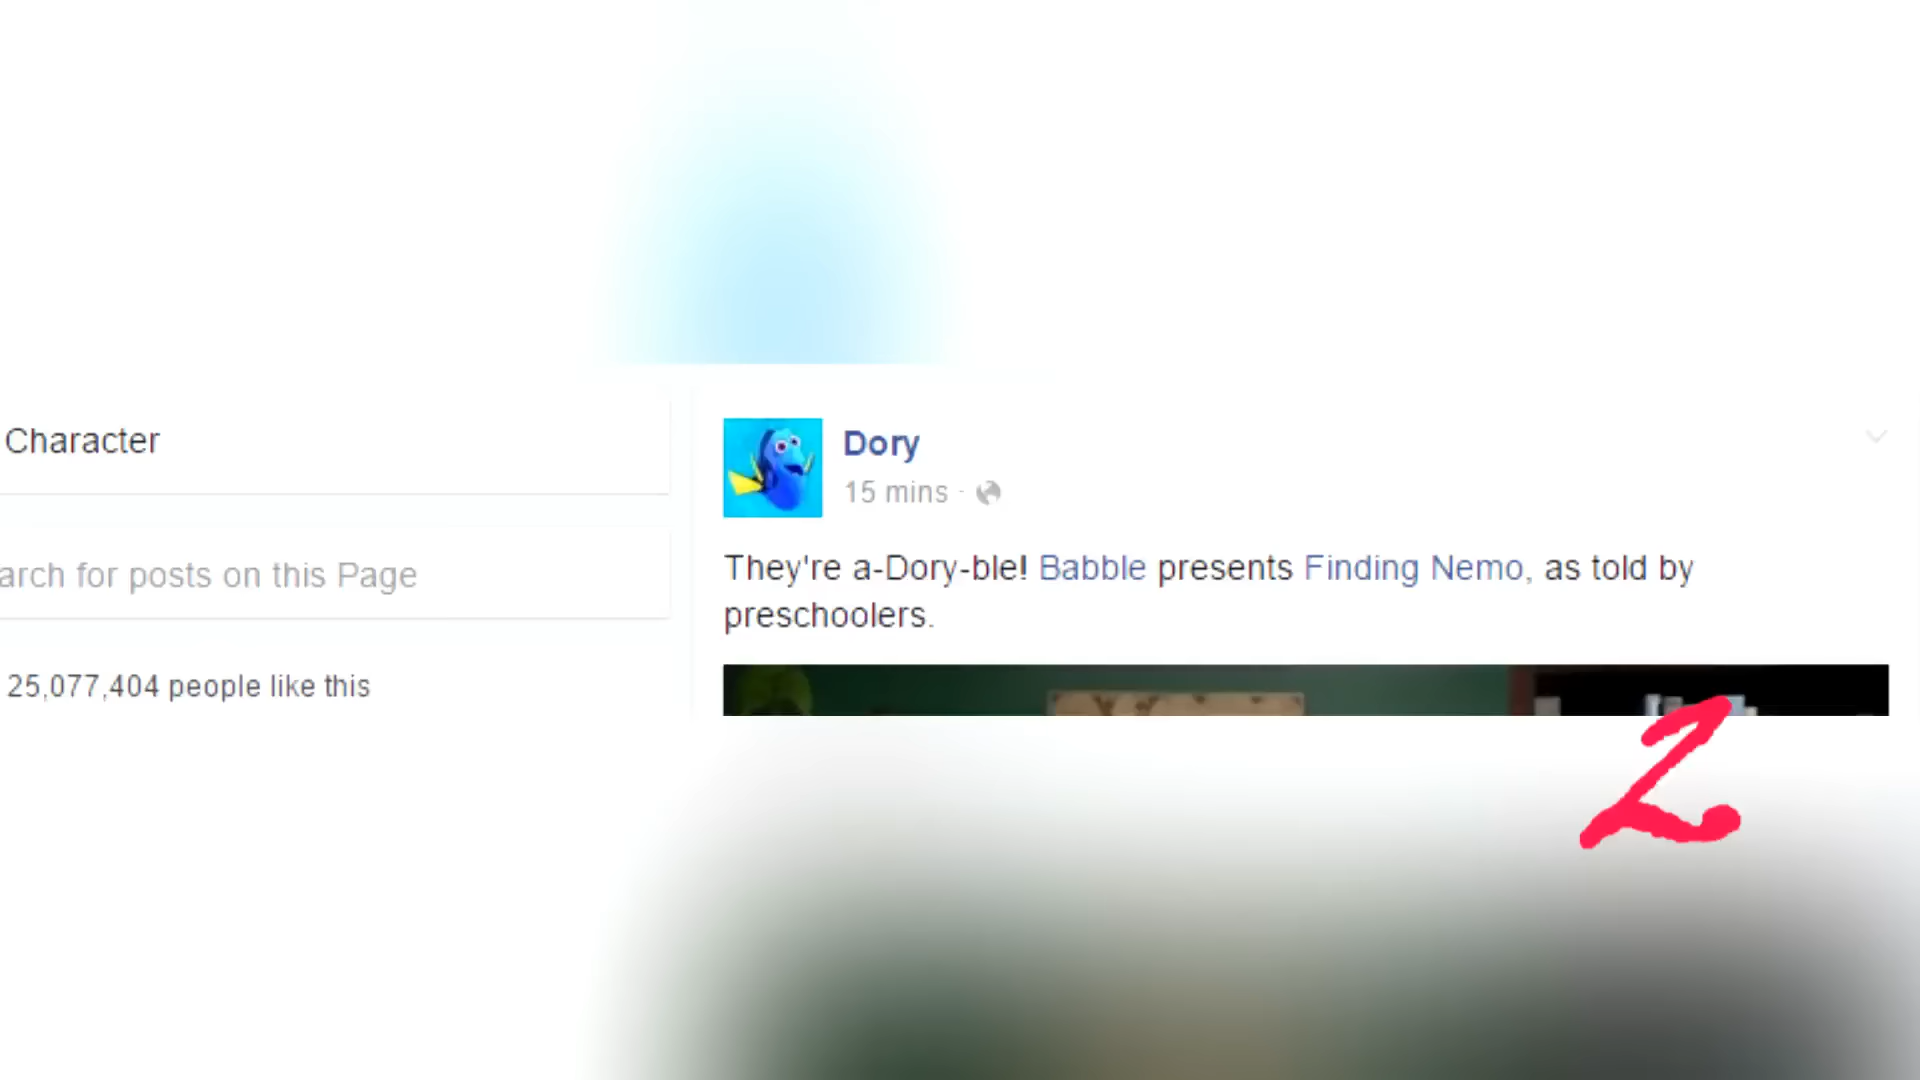 Character
arch for posts on this Page
25,077,404 people like this
Dory
15 mins ·
They're a-Dory-ble! Babble presents Finding Nemo, as told by
preschoolers.
2